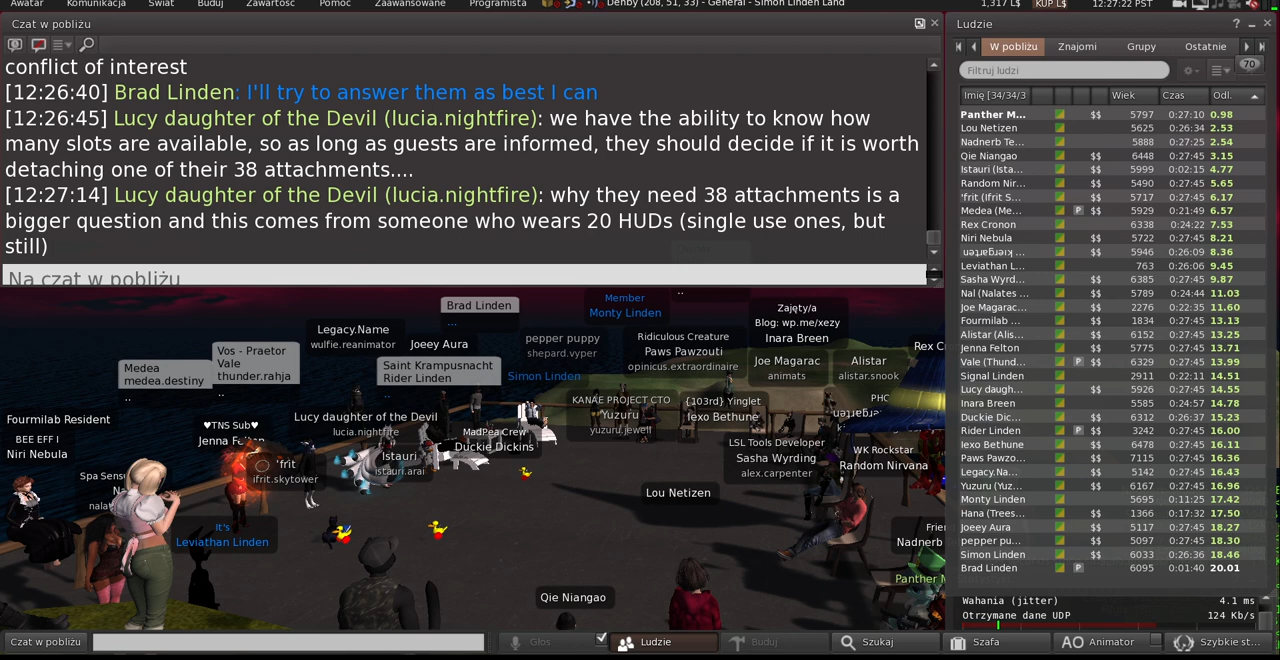 Awatar Komunikacja Świat Buduj Zawartość Pomoc Zaawansowane Programista Denby (208, 51, 33) - General - Simon Linden Land 1,317 L$ KUP L$ 12:27:22 PM
Czat w pobliżu
conflict of interest
[12:26:40] Brad Linden: I'll try to answer them as best I can
[12:26:45] Lucy daughter of the Devil (lucia.nightfire): we have the ability to know how
many slots are available, so as long as guests are informed, they should decide if it is worth
detaching one of their 38 attachments....
[12:27:14] Lucy daughter of the Devil (lucia.nightfire): why they need 38 attachments is a
bigger question and this comes from someone who wears 20 HUDs (single use ones, but
still)
Na czat w pobliżu
Brad Linden
...
Member
Monty Linden
..
Zajęty/a
Blog: wp.me/xezy
Inara Breen
Legacy.Name
wulfie.reanimator
Joeey Aura
pepper puppy
shepard.vyper
Ridiculous Creature
Paws Pawzouti
opinicus.extraordinaire
Rex C
Vos - Praetor
Vale
thunder.rahja
Medea
medea.destiny
..
..
Saint Krampusnacht
Rider Linden
..
Simon Linden
Joe Magarac
animats
Alistar
alistar.snook
KANAE PROJECT CTO
Yuzuru
yuzuru.jewell
{103rd} Yinglet
Iexo Bethune
PHC
Fourmilab Resident
BEE EFF I
Niri Nebula
♥TNS Sub♥
Jenna Felton
Lucy daughter of the Devil
lucia.nightfire
MadPea Crew
Duckie Dickins
Istauri
istauri.arai
LSL Tools Developer
Sasha Wyrding
alex.carpenter
WK Rockstar
Random Nirvana
'frit
ifrit.skytower
Spa Sens
Na
nala
Lou Netizen
It's
Leviathan Linden
Frien
Nadnerb
Panther M
Qie Niangao
Ludzie
W pobliżu Znajomi Grupy Ostatnie
Filtruj ludzi
70
Imię [34/34/3 Wiek Czas Odl.
Panther M... $$ 5797 0:27:10 0.98
Lou Netizen 5625 0:26:34 2.53
Nadnerb Te... 5888 0:27:25 2.54
Qie Niangao $$ 6448 0:27:45 3.15
Istauri (Ista... $$ 5999 0:02:15 4.77
Random Nir... $$ 5490 0:27:45 5.65
'frit (Ifrit S... $$ 5717 0:27:45 6.17
Medea (Me... P $$ 5929 0:21:49 6.57
Rex Cronon 6338 0:24:22 7.53
Niri Nebula $$ 5722 0:27:45 8.21
$$ 5946 0:26:09 8.36
Leviathan L... 763 0:26:06 9.45
Sasha Wyrd... $$ 6385 0:27:45 9.87
Nal (Nalates ... $$ 5789 0:24:44 11.03
Joe Magarac... $$ 2276 0:22:35 11.60
Fourmilab ... $$ 1834 0:27:45 13.13
Alistar (Alis... $$ 6152 0:27:45 13.25
Jenna Felton $$ 5775 0:27:45 13.71
Vale (Thund... P $$ 6329 0:27:45 13.99
Signal Linden 2911 0:22:11 14.51
Lucy daugh... $$ 5926 0:27:45 14.55
Inara Breen 5585 0:24:57 14.78
Duckie Dic... $$ 6312 0:26:37 15.23
Rider Linden P $$ 3242 0:27:45 16.00
Iexo Bethune $$ 6478 0:27:45 16.11
Paws Pawzo... $$ 7115 0:27:45 16.36
Legacy.Na... $$ 5142 0:27:45 16.43
Yuzuru (Yuz... $$ 6167 0:27:45 16.96
Monty Linden 5695 0:11:25 17.42
Hana (Trees... $$ 1366 0:17:32 17.50
Joeey Aura $$ 5117 0:27:45 18.27
pepper pu... $$ 5097 0:27:45 18.30
Simon Linden $$ 6033 0:26:36 18.46
Brad Linden P 6095 0:01:40 20.01
Wahania (jitter) 4.1 ms
Otrzymane dane UDP 124 Kb/s
Czat w pobliżu Głos Ludzie Buduj Szukaj Szafa AO Animator Szybkie st...